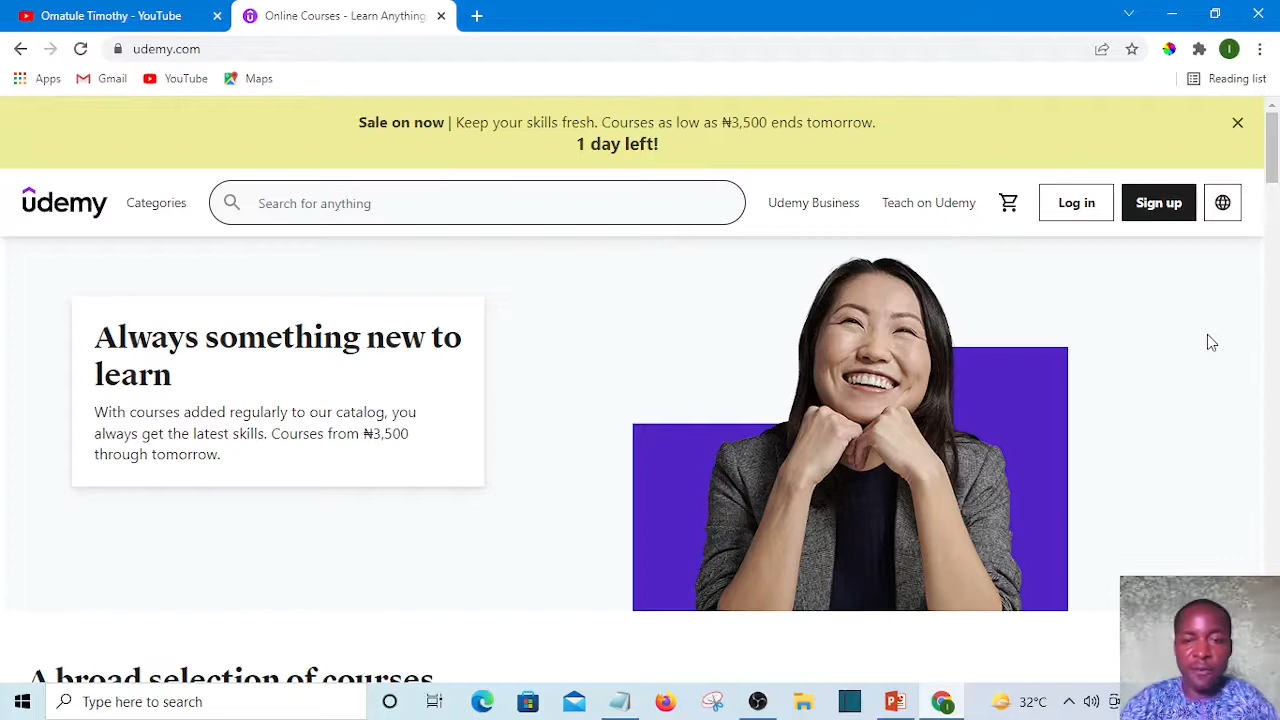 Omatule Timothy - YouTube
Online Courses - Learn Anything
udemy.com
Apps
Gmail
YouTube
Maps
Reading list
Sale on now | Keep your skills fresh. Courses as low as ₦3,500 ends tomorrow.
1 day left!
udemy
Categories
Search for anything
Udemy Business
Teach on Udemy
Log in
Sign up
Always something new to
learn
With courses added regularly to our catalog, you
always get the latest skills. Courses from ₦3,500
through tomorrow.
A broad selection of courses
Type here to search
32°C